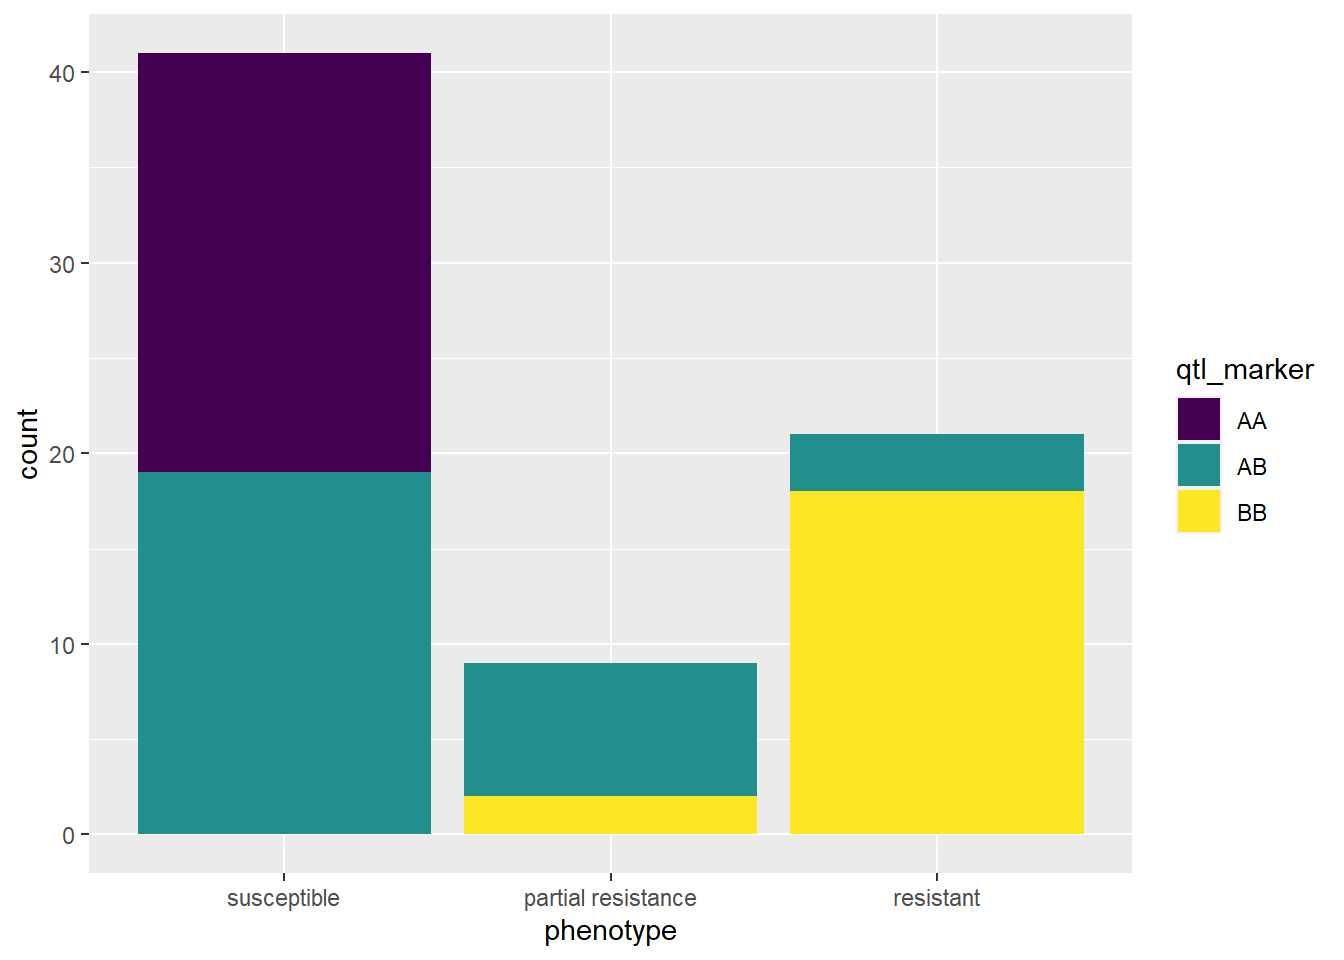 40
30
20
10
0
count
susceptible
partial resistance
resistant
phenotype
qtl_marker
AA
AB
BB